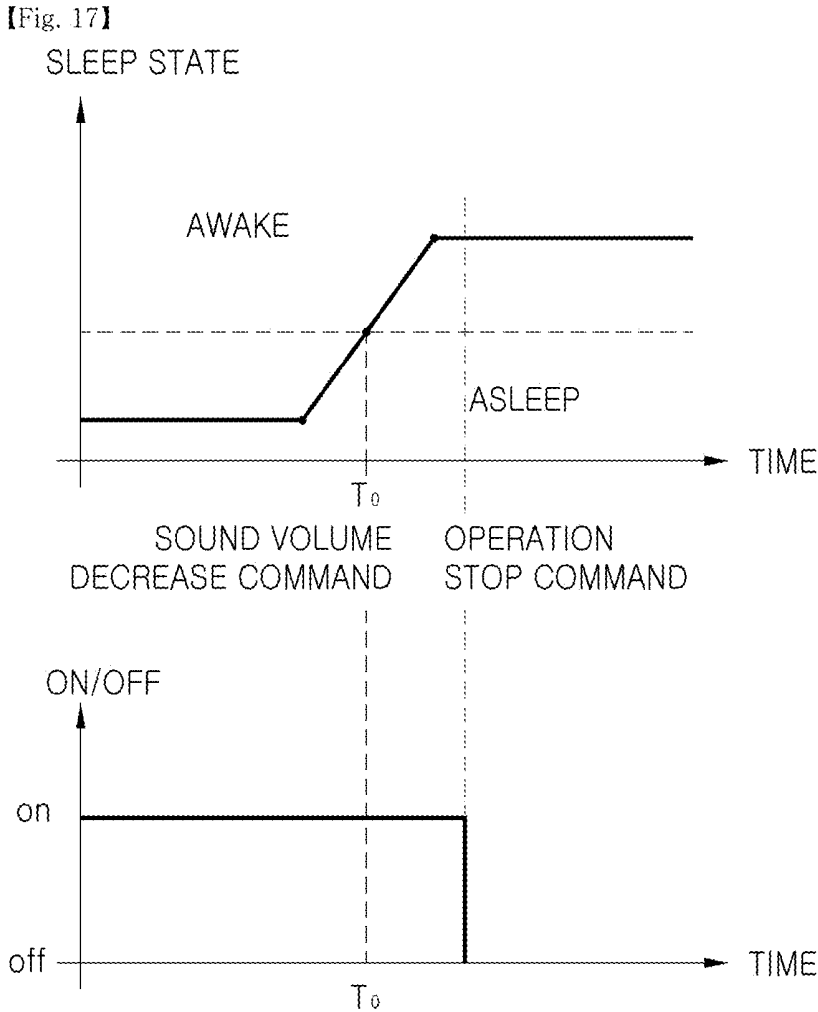 【Fig. 17】
SLEEP STATE
AWAKE
ASLEEP
TIME
T₀
SOUND VOLUME
DECREASE COMMAND
OPERATION
STOP COMMAND
ON/OFF
on
off
TIME
T₀